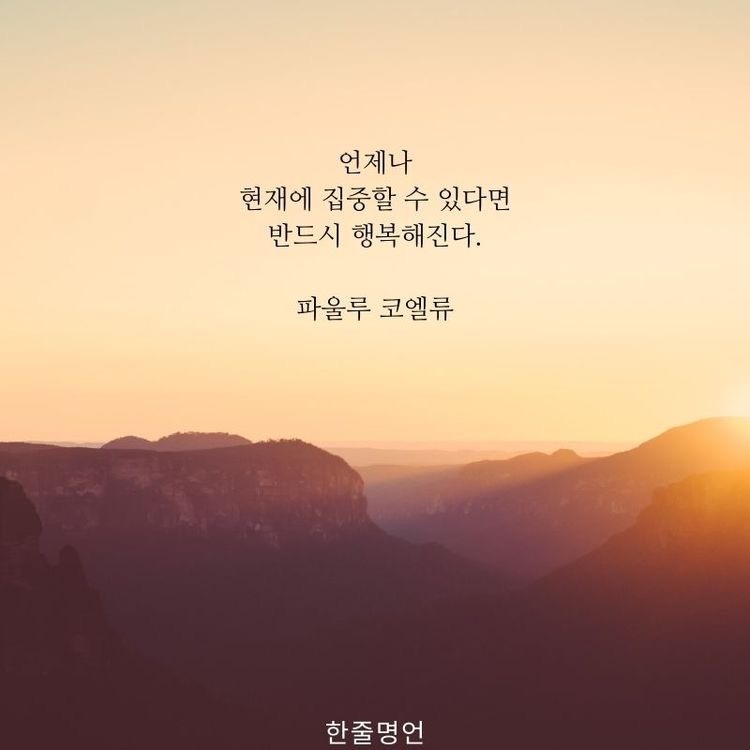 언제나
현재에 집중할 수 있다면
반드시 행복해진다.
파울루 코엘류
한줄명언